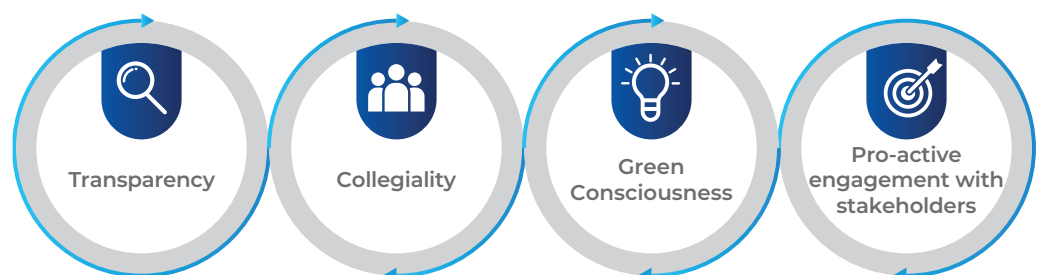 Transparency
Collegiality
Green
Consciousness
Pro-active
engagement with
stakeholders